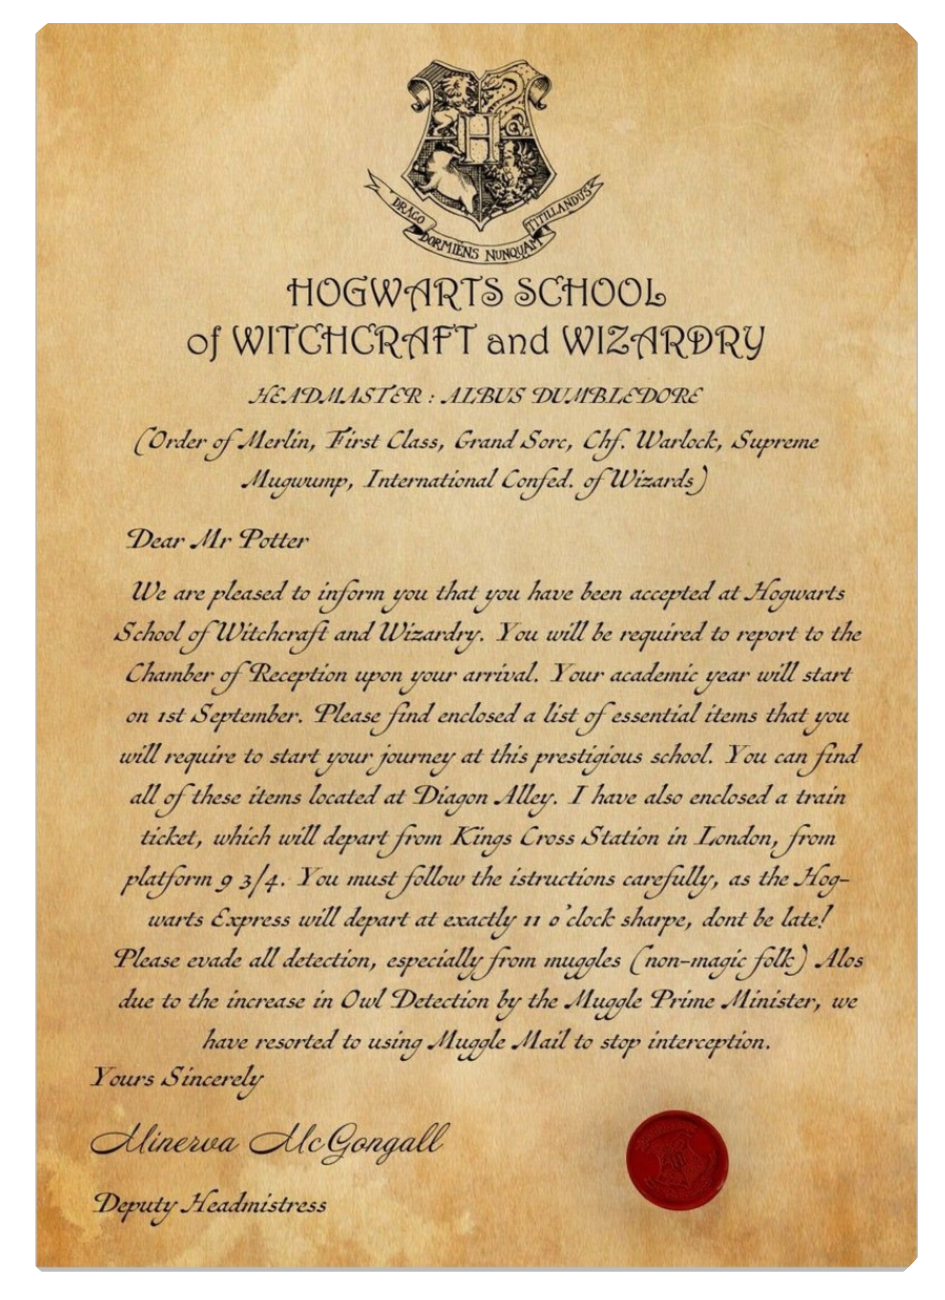 H
DRAGO DORMIENS NUNQUAM TITILLANDUS
HOGWARTS SCHOOL
of WITCHCRAFT and WIZARDRY
HEADMASTER : ALBUS DUMBLEDORE
(Order of Merlin, First Class, Grand Sorc, Chf. Warlock, Supreme
Mugwump, International Confed. of Wizards)
Dear Mr Potter
We are pleased to inform you that you have been accepted at Hogwarts
School of Witchcraft and Wizardry. You will be required to report to the
Chamber of Reception upon your arrival. Your academic year will start
on 1st September. Please find enclosed a list of essential items that you
will require to start your journey at this prestigious school. You can find
all of these items located at Diagon Alley. I have also enclosed a train
ticket, which will depart from Kings Cross Station in London, from
platform 9 3/4. You must follow the istructions carefully, as the Hog-
warts Express will depart at exactly 11 o'clock sharpe, dont be late!
Please evade all detection, especially from muggles (non-magic folk) Alos
due to the increase in Owl Detection by the Muggle Prime Minister, we
have resorted to using Muggle Mail to stop interception.
Yours Sincerely
Minerva McGongall
Deputy Headmistress